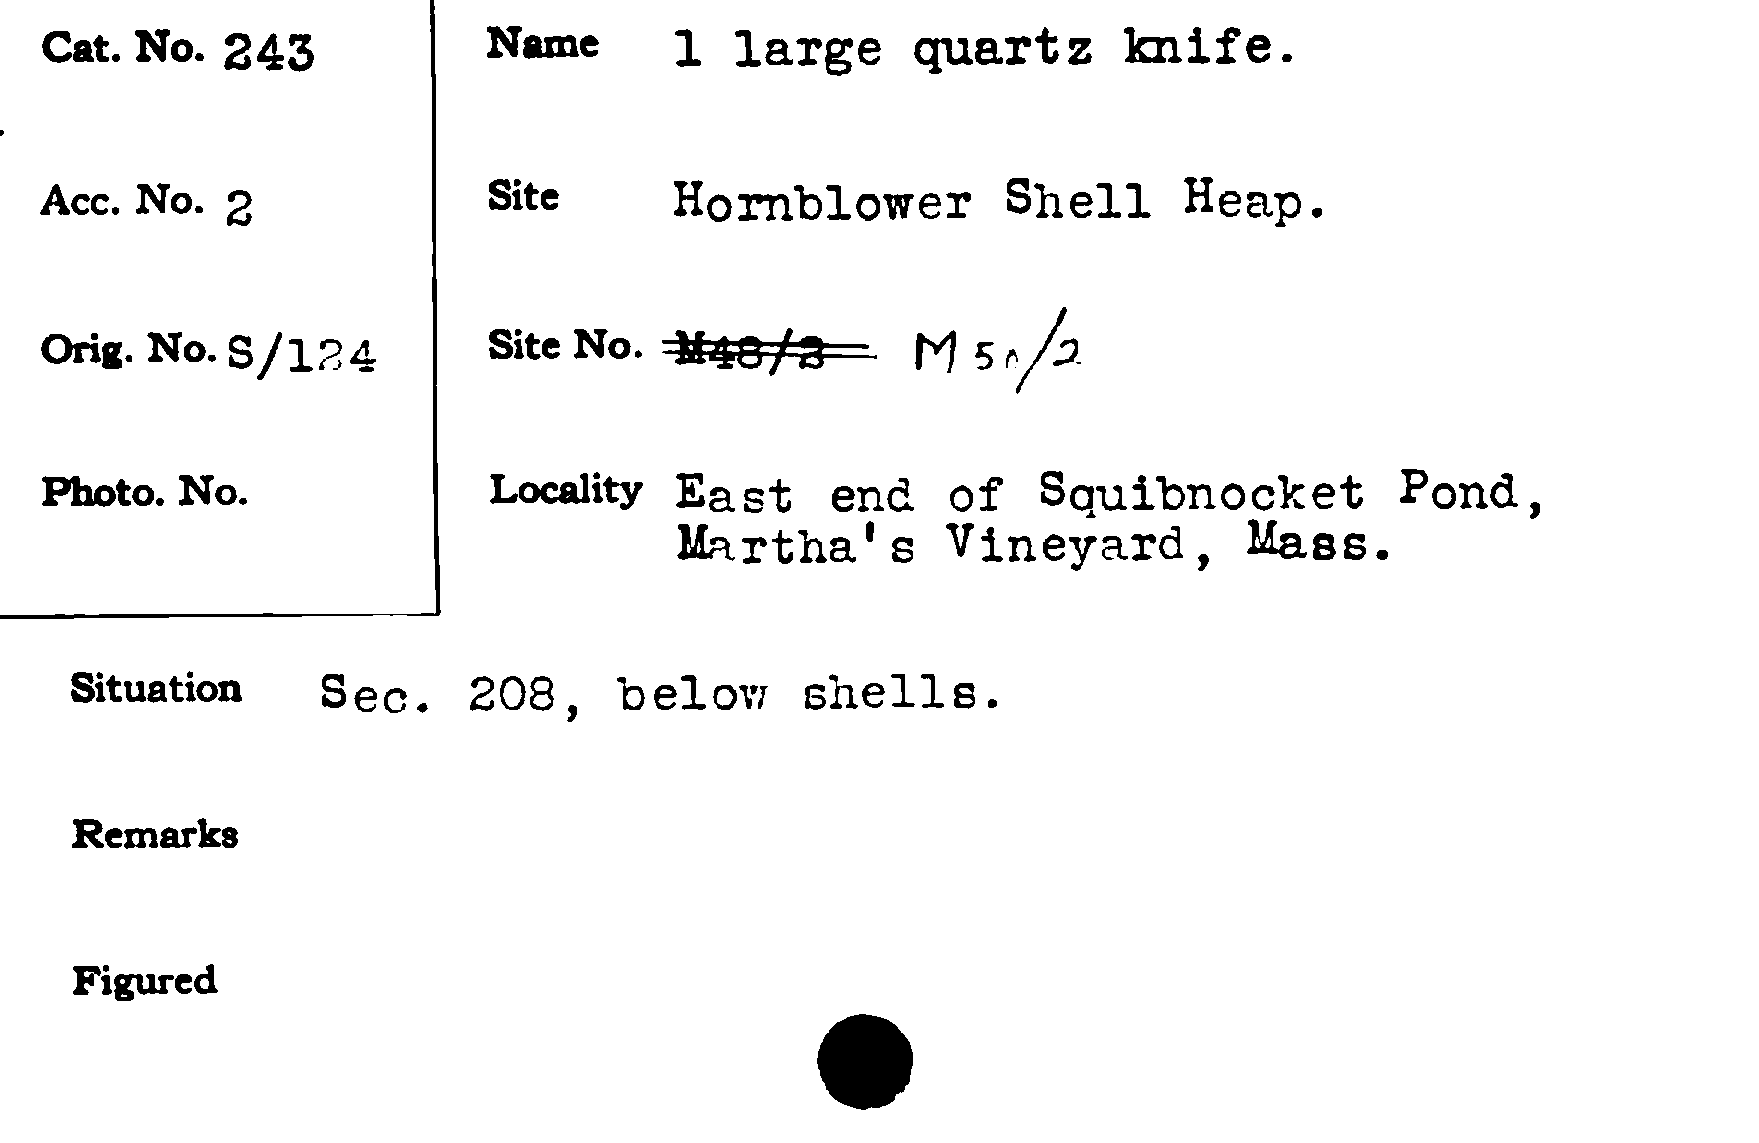 Cat. No. 243
Name 1 large quartz knife.
Acc. No. 2
Site Hornblower Shell Heap.
Orig. No. S/124
Site No. M48/2 M 50/2
Photo. No.
Locality East end of Squibnocket Pond,
Martha's Vineyard, Mass.
Situation Sec. 208, below shells.
Remarks
Figured